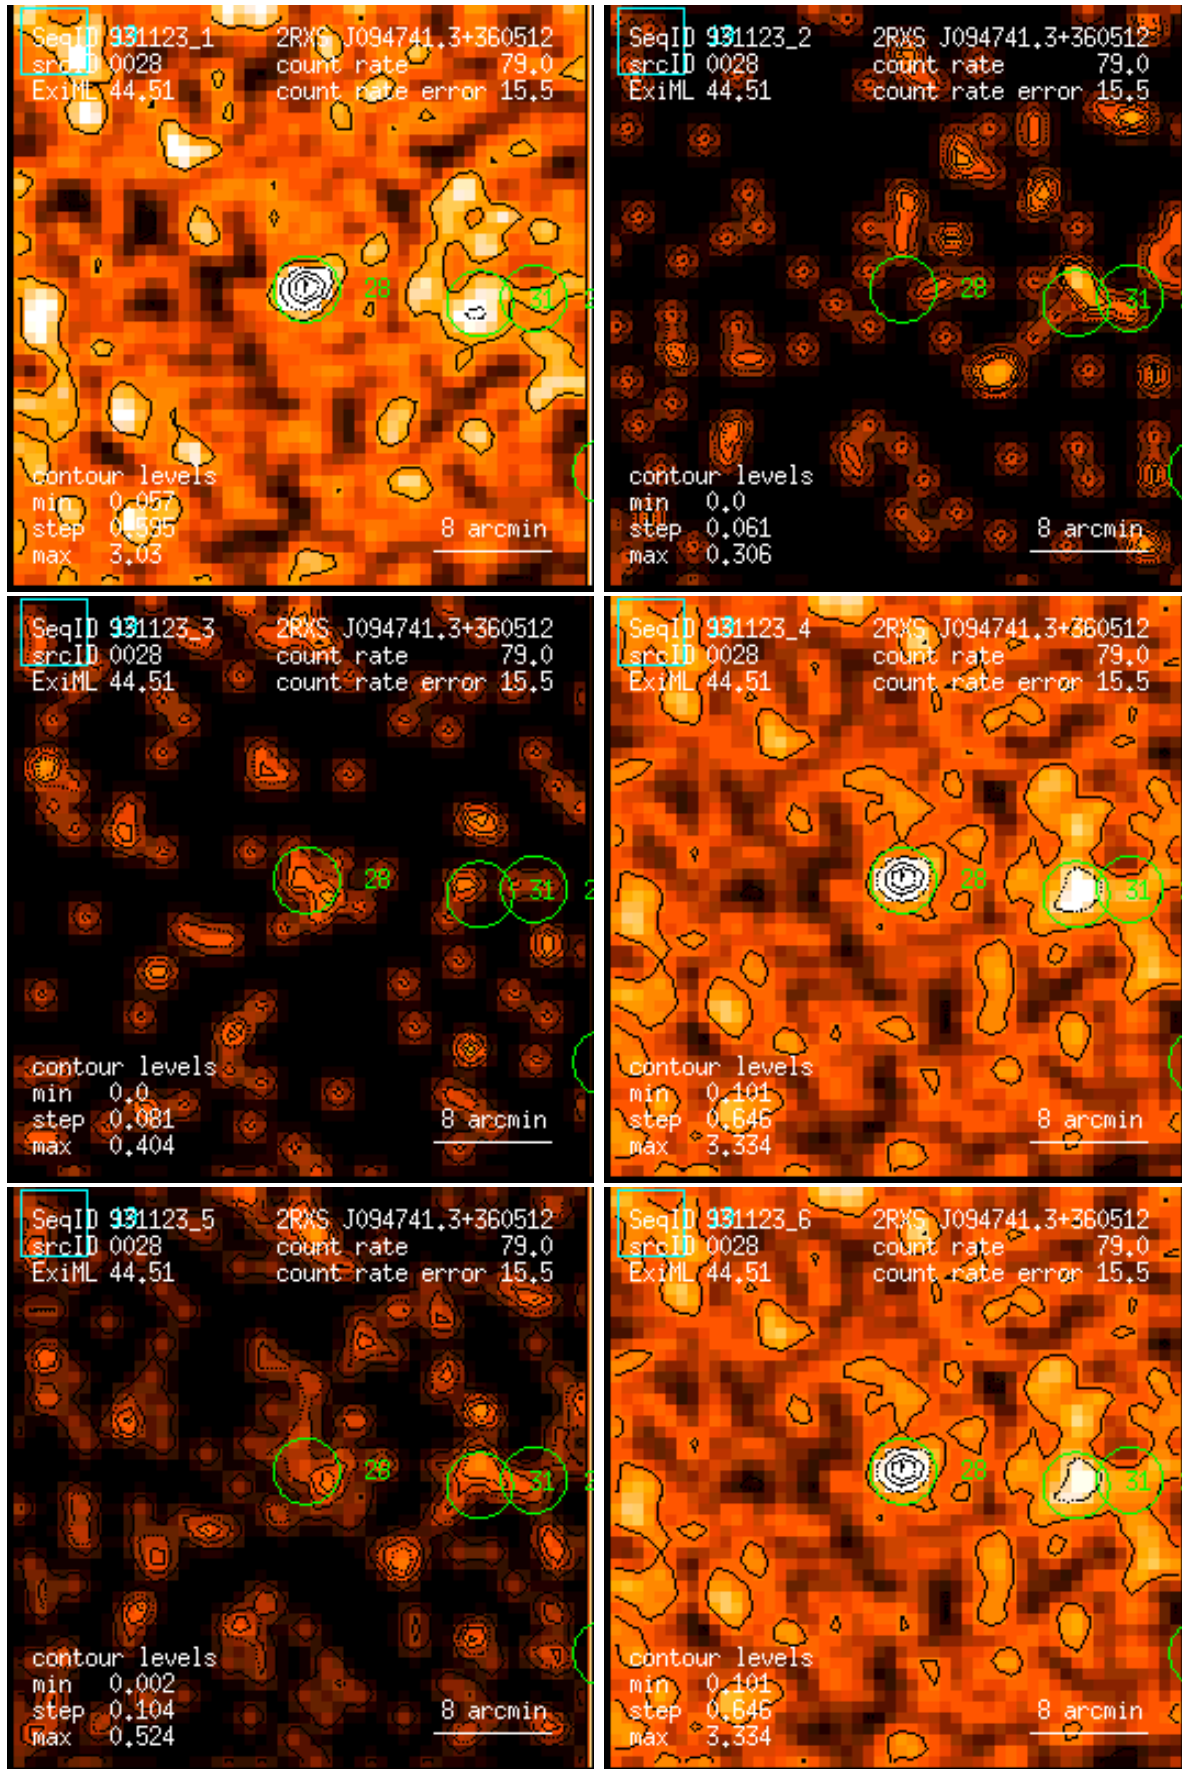 SeqID 931123_1 2RXS J094741.3+360512
srcID 0028 count rate 79.0
ExiML 44.51 count rate error 15.5
28
31
contour levels
min 0.057
step 0.595 8 arcmin
max 3.03
SeqID 931123_2 2RXS J094741.3+360512
srcID 0028 count rate 79.0
ExiML 44.51 count rate error 15.5
28
31
contour levels
min 0.0
step 0.061 8 arcmin
max 0.306
SeqID 931123_3 2RXS J094741.3+360512
srcID 0028 count rate 79.0
ExiML 44.51 count rate error 15.5
28
31
contour levels
min 0.0
step 0.081 8 arcmin
max 0.404
SeqID 931123_4 2RXS J094741.3+360512
srcID 0028 count rate 79.0
ExiML 44.51 count rate error 15.5
28
31
contour levels
min 0.101
step 0.646 8 arcmin
max 3.334
SeqID 931123_5 2RXS J094741.3+360512
srcID 0028 count rate 79.0
ExiML 44.51 count rate error 15.5
28
31
contour levels
min 0.002
step 0.104 8 arcmin
max 0.524
SeqID 931123_6 2RXS J094741.3+360512
srcID 0028 count rate 79.0
ExiML 44.51 count rate error 15.5
28
31
contour levels
min 0.101
step 0.646 8 arcmin
max 3.334